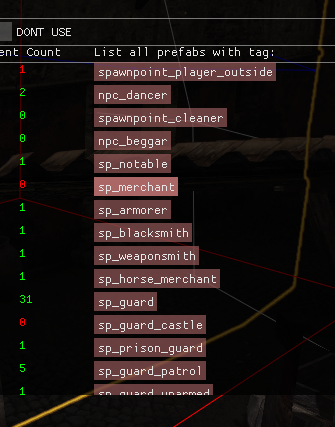 DONT USE
ent Count List all prefabs with tag:
1 spawnpoint_player_outside
2 npc_dancer
0 spawnpoint_cleaner
0 npc_beggar
1 sp_notable
0 sp_merchant
1 sp_armorer
1 sp_blacksmith
1 sp_weaponsmith
1 sp_horse_merchant
31 sp_guard
0 sp_guard_castle
1 sp_prison_guard
5 sp_guard_patrol
1 sp_guard_unarmed